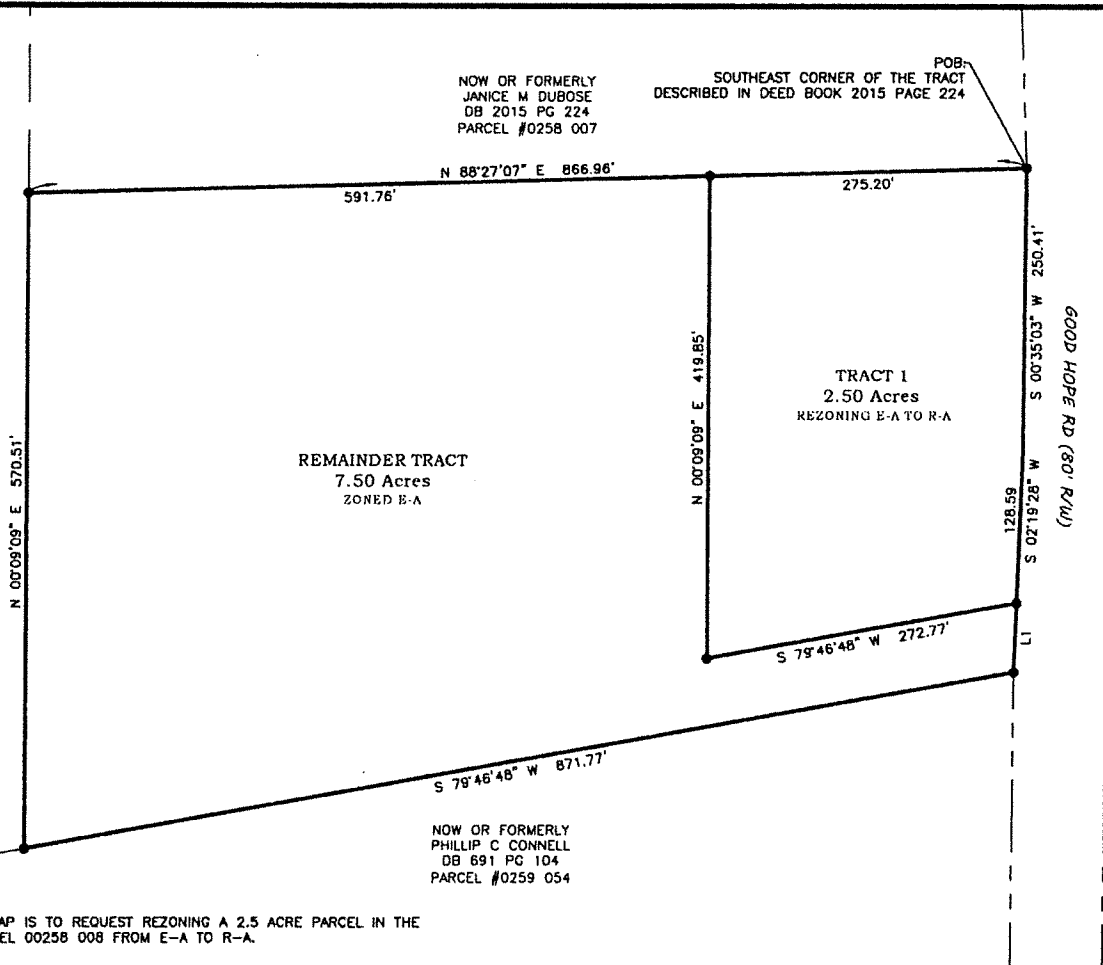 POB:
SOUTHEAST CORNER OF THE TRACT
DESCRIBED IN DEED BOOK 2015 PAGE 224
NOW OR FORMERLY
JANICE M DUBOSE
DB 2015 PG 224
PARCEL #0258 007
N 88°27'07" E 866.96'
591.76'
275.20'
S 00°35'03" W 250.41'
GOOD HOPE RD (80' R/W)
N 00°09'09" E 419.85'
TRACT 1
2.50 Acres
REZONING E-A TO R-A
REMAINDER TRACT
7.50 Acres
ZONED E-A
N 00°09'09" E 570.51'
128.59
S 02°19'28" W
L1
S 79°46'48" W 272.77'
S 79°46'48" W 871.77'
NOW OR FORMERLY
PHILLIP C CONNELL
DB 691 PG 104
PARCEL #0259 054
AP IS TO REQUEST REZONING A 2.5 ACRE PARCEL IN THE
EL 00258 008 FROM E-A TO R-A.